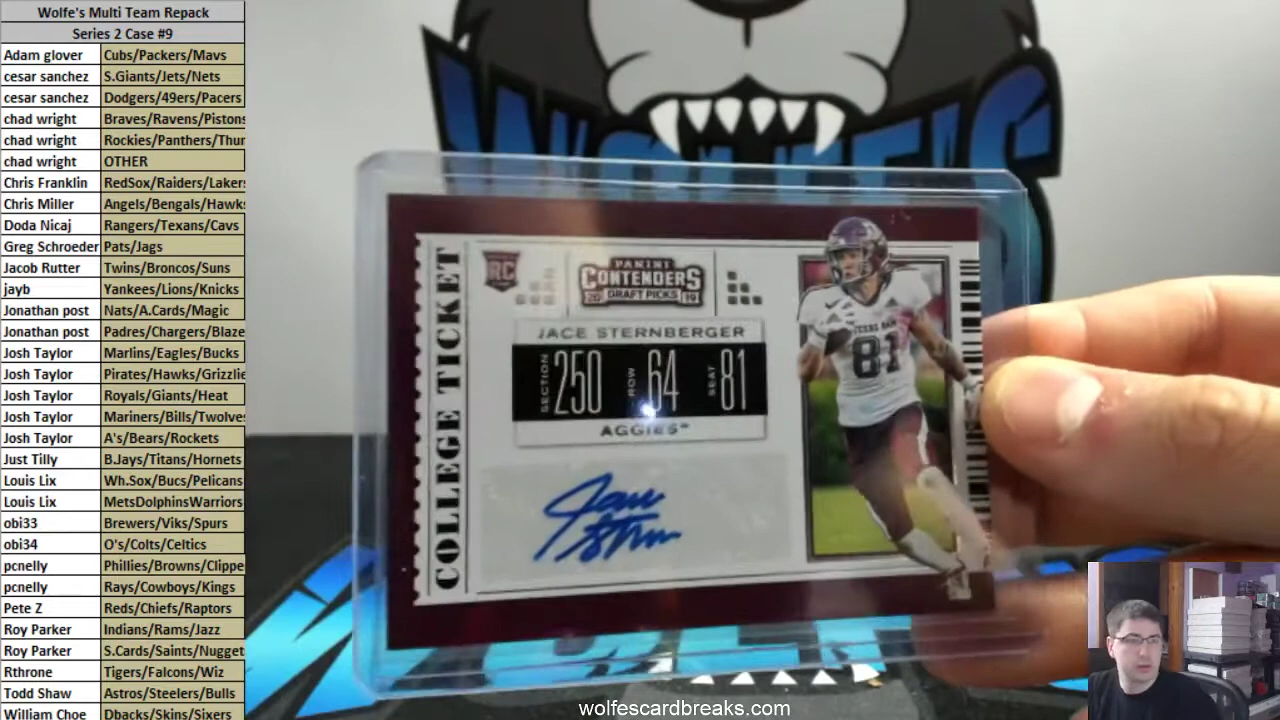 Wolfe's Multi Team Repack
Series 2 Case #9
Adam glover Cubs/Packers/Mavs
cesar sanchez S.Giants/Jets/Nets
cesar sanchez Dodgers/49ers/Pacers
chad wright Braves/Ravens/Pistons
chad wright Rockies/Panthers/Thur
chad wright OTHER
Chris Franklin RedSox/Raiders/Lakers
Chris Miller Angels/Bengals/Hawks
Doda Nicaj Rangers/Texans/Cavs
Greg Schroeder Pats/Jags
Jacob Rutter Twins/Broncos/Suns
jayb Yankees/Lions/Knicks
Jonathan post Nats/A.Cards/Magic
Jonathan post Padres/Chargers/Blaze
Josh Taylor Marlins/Eagles/Bucks
Josh Taylor Pirates/Hawks/Grizzlie
Josh Taylor Royals/Giants/Heat
Josh Taylor Mariners/Bills/Twolves
Josh Taylor A's/Bears/Rockets
Just Tilly B.Jays/Titans/Hornets
Louis Lix Wh.Sox/Bucs/Pelicans
Louis Lix MetsDolphinsWarriors
obi33 Brewers/Viks/Spurs
obi34 O's/Colts/Celtics
pcnelly Phillies/Browns/Clippe
pcnelly Rays/Cowboys/Kings
Pete Z Reds/Chiefs/Raptors
Roy Parker Indians/Rams/Jazz
Roy Parker S.Cards/Saints/Nugget
Rthrone Tigers/Falcons/Wiz
Todd Shaw Astros/Steelers/Bulls
William Choe Dbacks/Skins/Sixers
WOLFE'S
COLLEGE TICKET
RC
PANINI
CONTENDERS
2019 DRAFT PICKS
JACE STERNBERGER
SECTION 250 ROW 64 SEAT 81
AGGIES™
TEXAS A&M
81
wolfescardbreaks.com